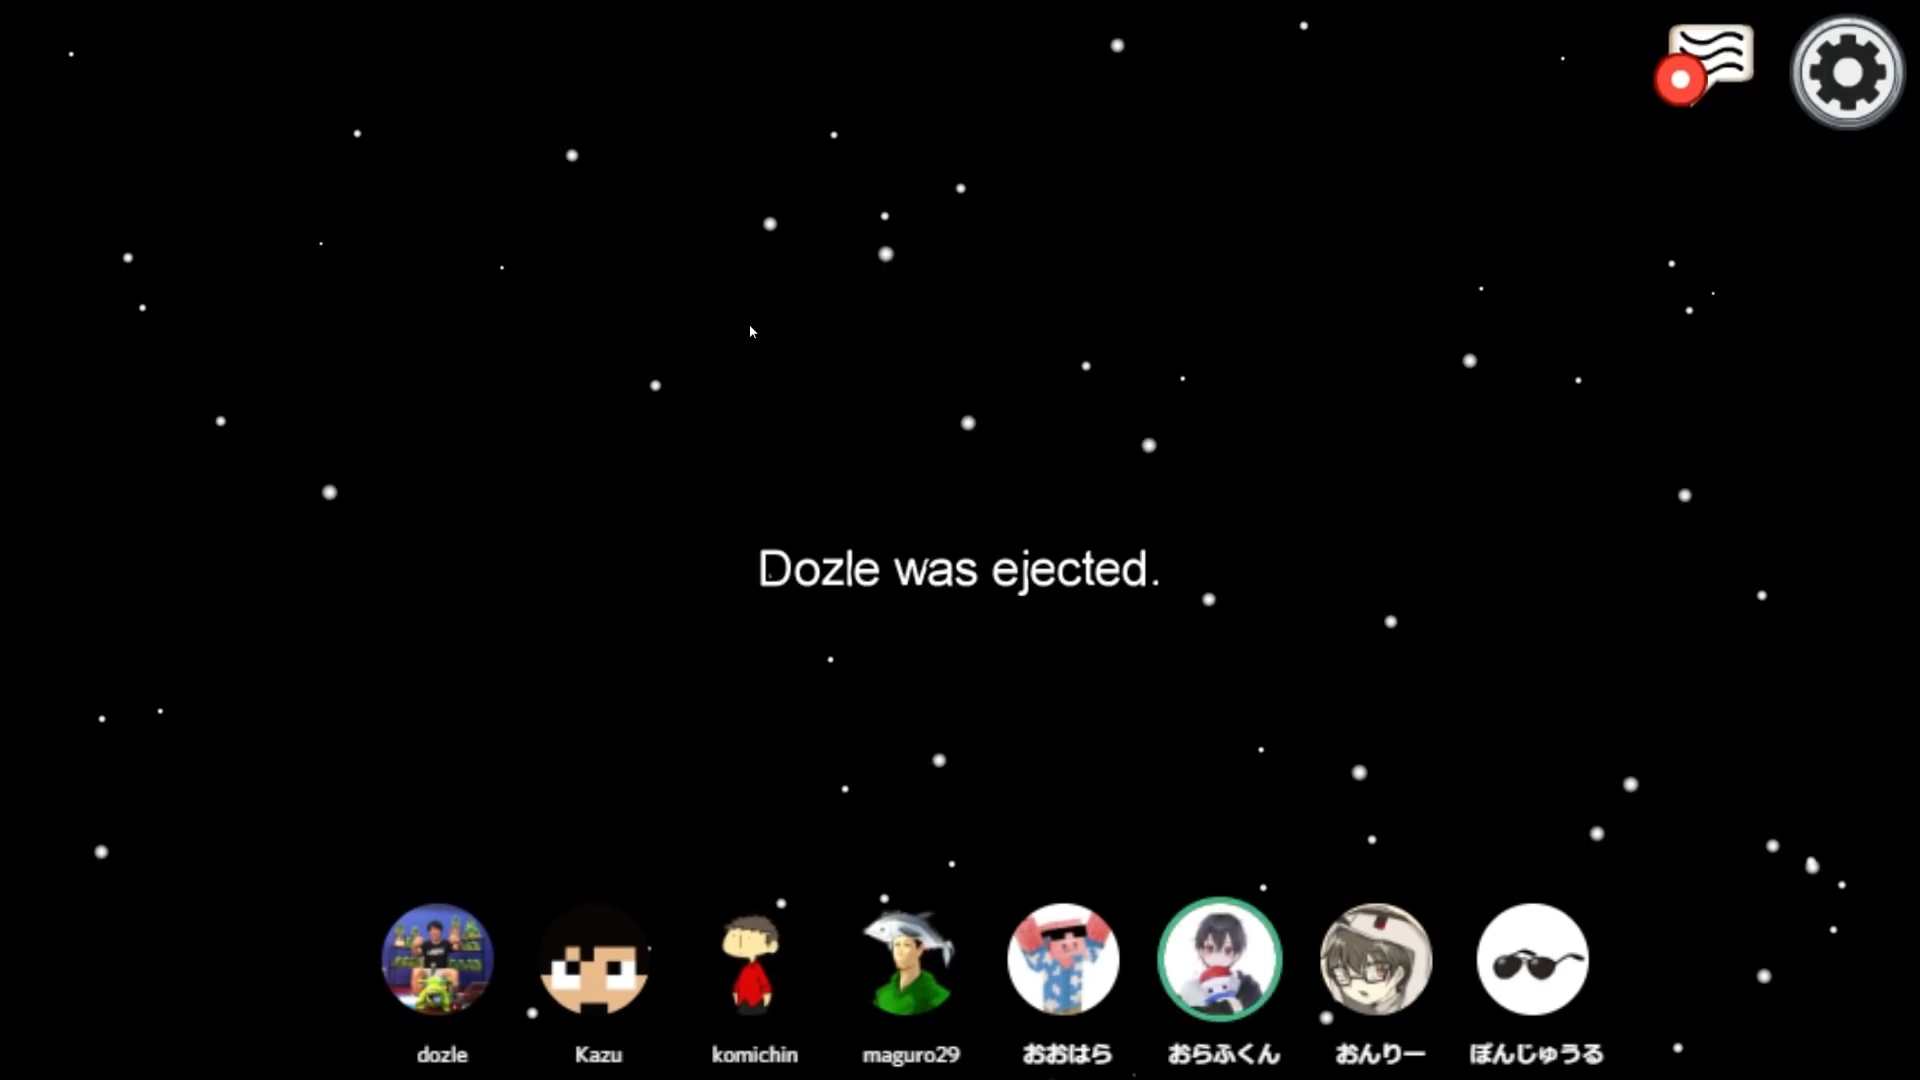 Dozle was ejected.
dozle
Kazu
komichin
maguro29
おおはら
おらふくん
おんりー
ぼんじゅうる